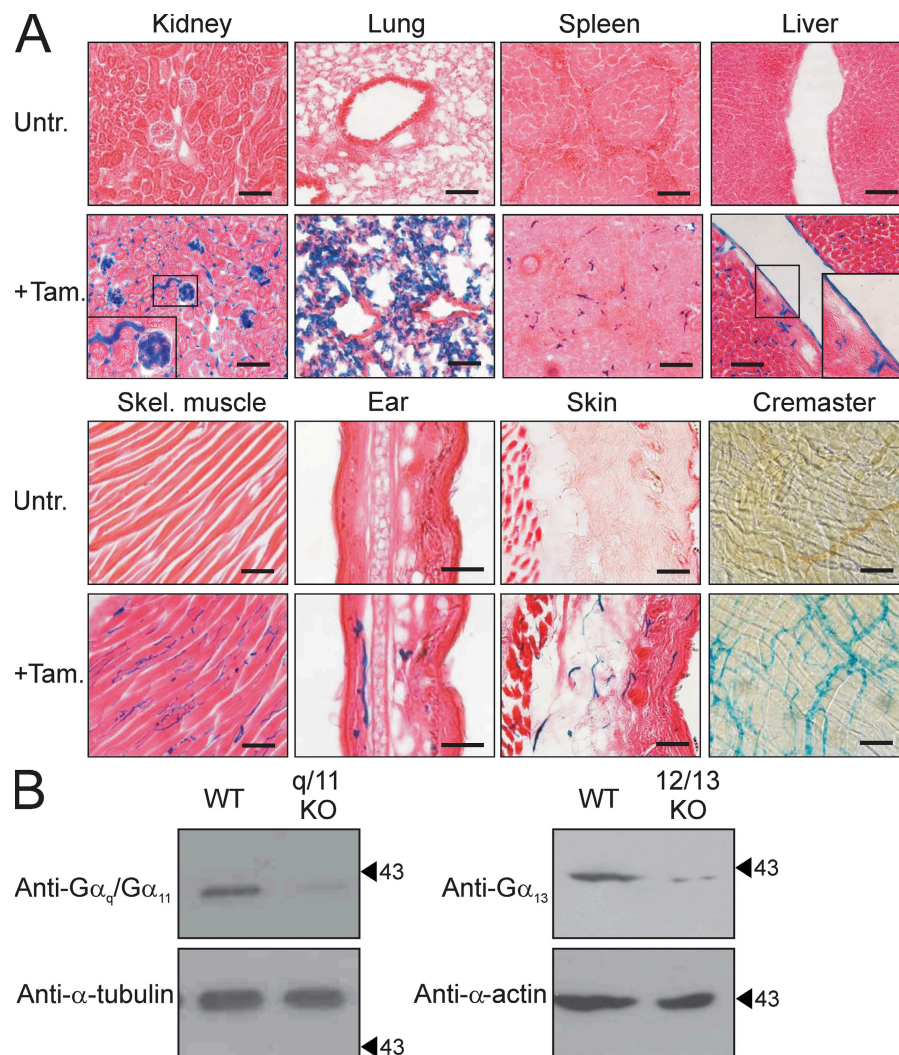 A
Kidney Lung Spleen Liver
Untr.
+Tam.
Skel. muscle Ear Skin Cremaster
Untr.
+Tam.
B
WT q/11 KO WT 12/13 KO
Anti-Gαq/Gα11 43 Anti-Gα13 43
Anti-α-tubulin 43 Anti-α-actin 43